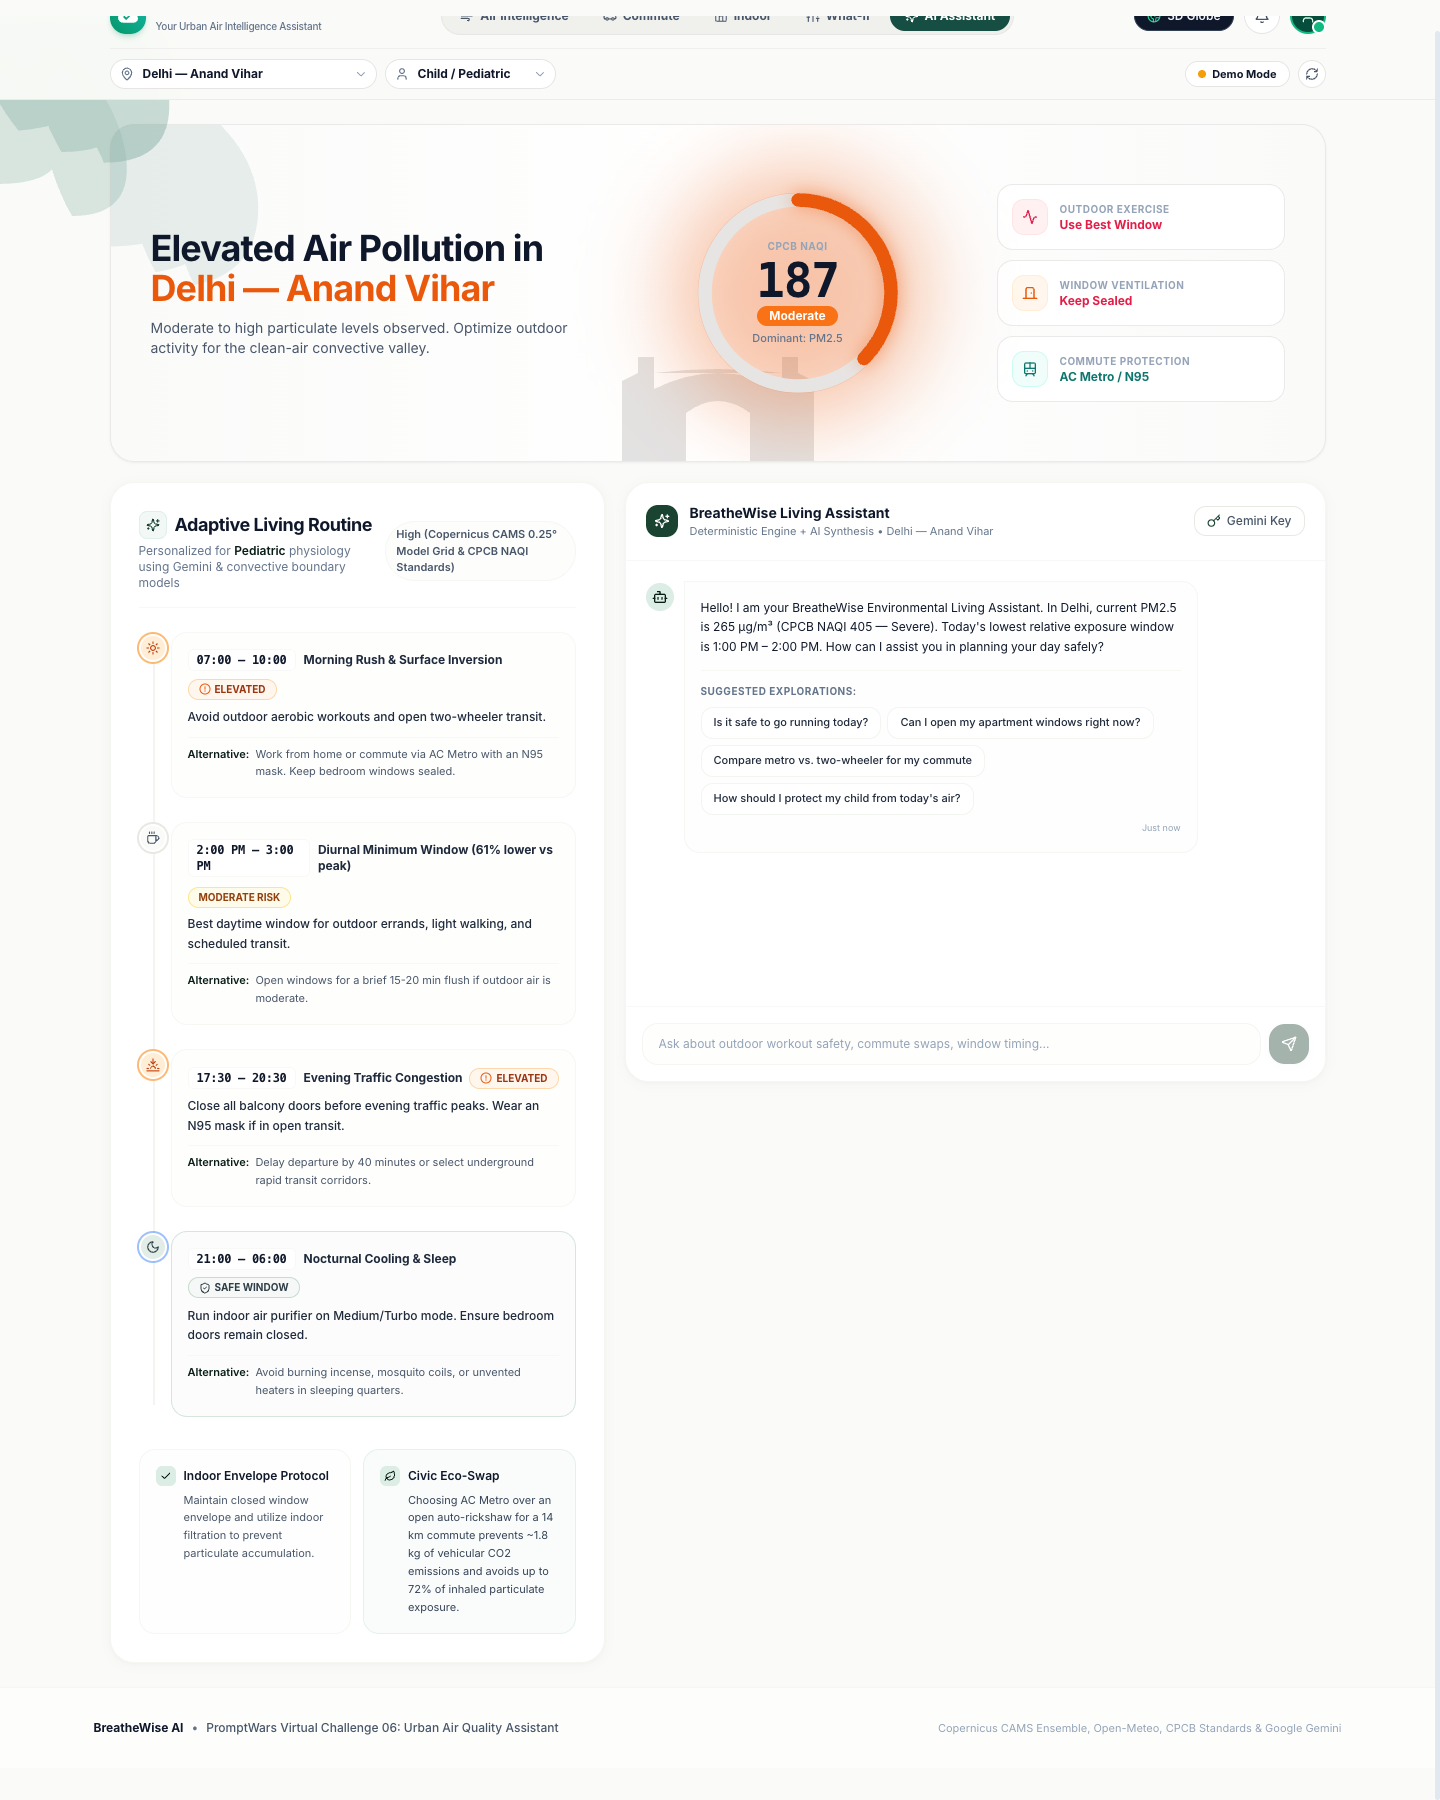 Air Intelligence
Commute
Indoor
What-If
AI Assistant
3D Globe
Your Urban Air Intelligence Assistant
Delhi — Anand Vihar
Child / Pediatric
Demo Mode
Elevated Air Pollution in
Delhi — Anand Vihar
Moderate to high particulate levels observed. Optimize outdoor
activity for the clean-air convective valley.
CPCB NAQI
187
Moderate
Dominant: PM2.5
OUTDOOR EXERCISE
Use Best Window
WINDOW VENTILATION
Keep Sealed
COMMUTE PROTECTION
AC Metro / N95
Adaptive Living Routine
Personalized for Pediatric physiology
using Gemini & convective boundary
models
High (Copernicus CAMS 0.25°
Model Grid & CPCB NAQI
Standards)
07:00 – 10:00
Morning Rush & Surface Inversion
ELEVATED
Avoid outdoor aerobic workouts and open two-wheeler transit.
Alternative: Work from home or commute via AC Metro with an N95
mask. Keep bedroom windows sealed.
2:00 PM – 3:00
PM
Diurnal Minimum Window (61% lower vs
peak)
MODERATE RISK
Best daytime window for outdoor errands, light walking, and
scheduled transit.
Alternative: Open windows for a brief 15-20 min flush if outdoor air is
moderate.
17:30 – 20:30
Evening Traffic Congestion
ELEVATED
Close all balcony doors before evening traffic peaks. Wear an
N95 mask if in open transit.
Alternative: Delay departure by 40 minutes or select underground
rapid transit corridors.
21:00 – 06:00
Nocturnal Cooling & Sleep
SAFE WINDOW
Run indoor air purifier on Medium/Turbo mode. Ensure bedroom
doors remain closed.
Alternative: Avoid burning incense, mosquito coils, or unvented
heaters in sleeping quarters.
Indoor Envelope Protocol
Maintain closed window
envelope and utilize indoor
filtration to prevent
particulate accumulation.
Civic Eco-Swap
Choosing AC Metro over an
open auto-rickshaw for a 14
km commute prevents ~1.8
kg of vehicular CO2
emissions and avoids up to
72% of inhaled particulate
exposure.
BreatheWise Living Assistant
Deterministic Engine + AI Synthesis • Delhi — Anand Vihar
Gemini Key
Hello! I am your BreatheWise Environmental Living Assistant. In Delhi, current PM2.5
is 265 µg/m³ (CPCB NAQI 405 — Severe). Today's lowest relative exposure window
is 1:00 PM – 2:00 PM. How can I assist you in planning your day safely?
SUGGESTED EXPLORATIONS:
Is it safe to go running today?
Can I open my apartment windows right now?
Compare metro vs. two-wheeler for my commute
How should I protect my child from today's air?
Just now
Ask about outdoor workout safety, commute swaps, window timing...
BreatheWise AI • PromptWars Virtual Challenge 06: Urban Air Quality Assistant
Copernicus CAMS Ensemble, Open-Meteo, CPCB Standards & Google Gemini